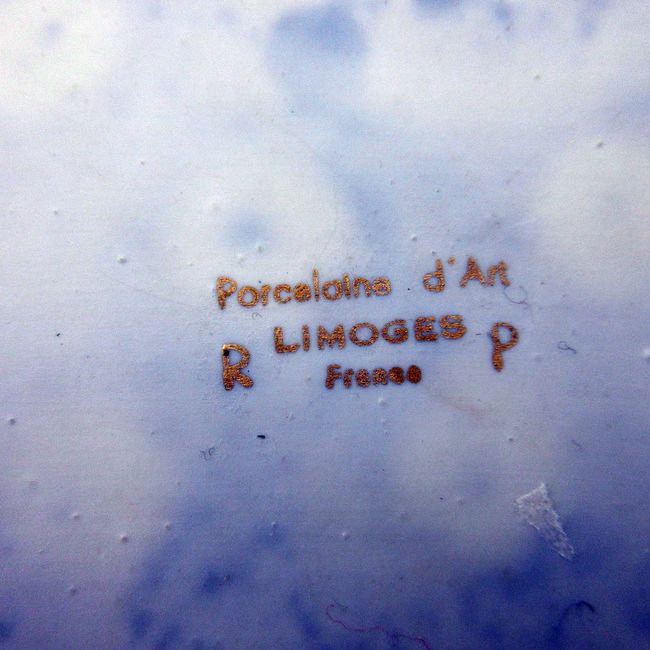 Porcelaine d'Art
LIMOGES
R P
France